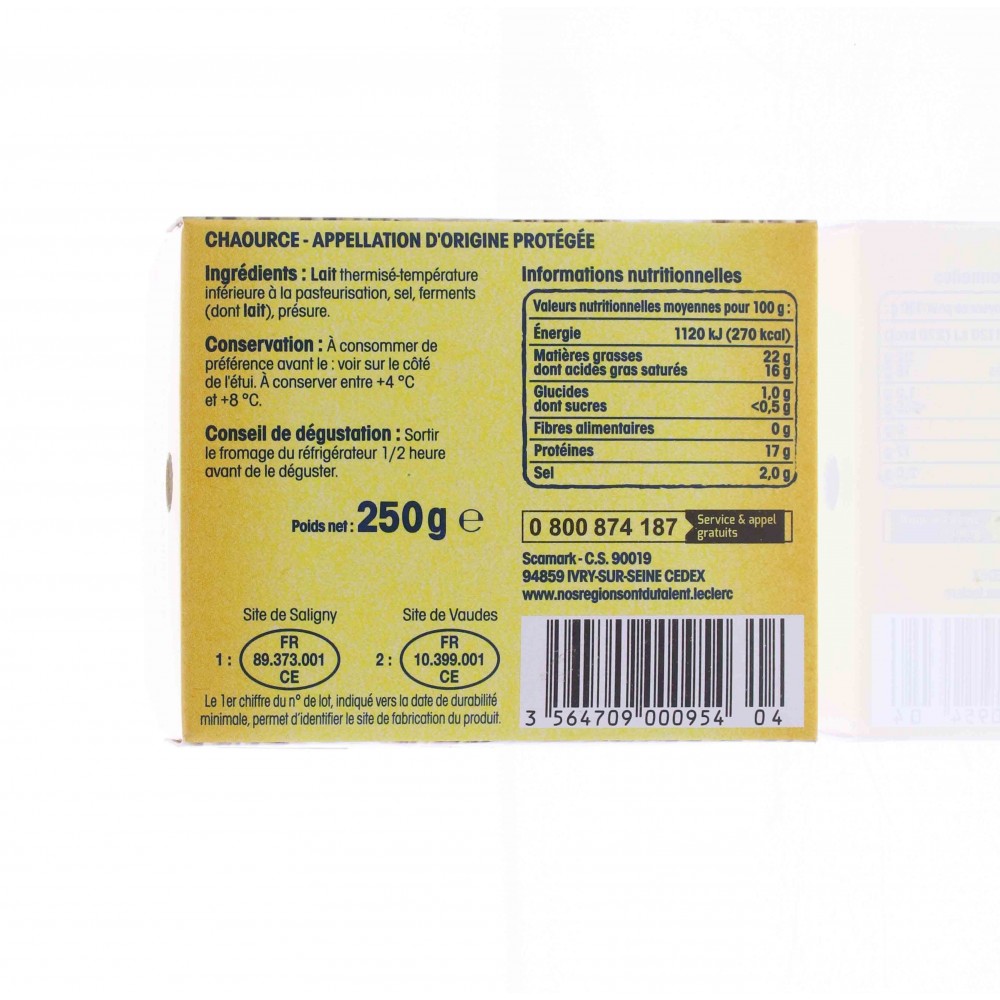 CHAOURCE - APPELLATION D'ORIGINE PROTÉGÉE
Ingrédients : Lait thermisé-température
inférieure à la pasteurisation, sel, ferments
(dont lait), présure.
Conservation : À consommer de
préférence avant le : voir sur le côté
de l'étui. À conserver entre +4 °C
et +8 °C.
Conseil de dégustation : Sortir
le fromage du réfrigérateur 1/2 heure
avant de le déguster.
Poids net : 250 g e
Site de Saligny
1 : FR
89.373.001
CE
Site de Vaudes
2 : FR
10.399.001
CE
Le 1er chiffre du n° de lot, indiqué vers la date de durabilité
minimale, permet d'identifier le site de fabrication du produit.
Informations nutritionnelles
Valeurs nutritionnelles moyennes pour 100 g :
Énergie 1120 kJ (270 kcal)
Matières grasses 22 g
dont acides gras saturés 16 g
Glucides 1,0 g
dont sucres <0,5 g
Fibres alimentaires 0 g
Protéines 17 g
Sel 2,0 g
0 800 874 187 Service & appel
gratuits
Scamark - C.S. 90019
94859 IVRY-SUR-SEINE CEDEX
www.nosregionsontdutalent.leclerc
3 564709 000954 04